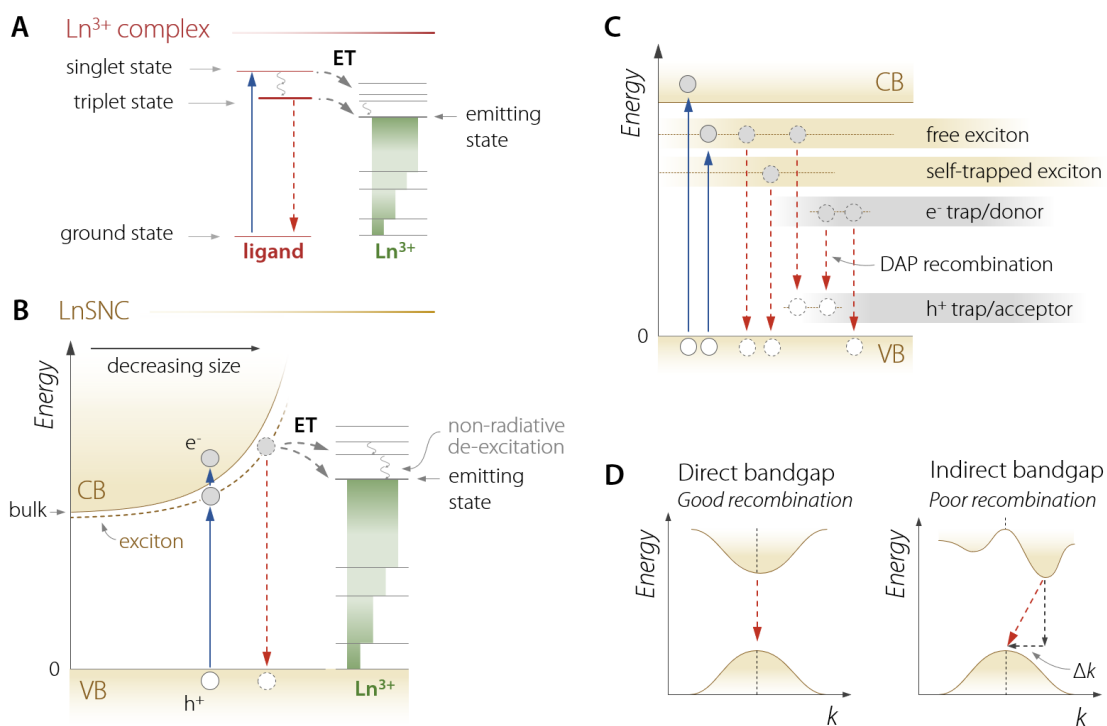 A
Ln³⁺ complex
singlet state
triplet state
ground state
ET
emitting
state
ligand
Ln³⁺
B
LnSNC
decreasing size
Energy
e⁻
CB
bulk
exciton
0
VB
h⁺
ET
non-radiative
de-excitation
emitting
state
Ln³⁺
C
Energy
CB
free exciton
self-trapped exciton
e⁻ trap/donor
DAP recombination
h⁺ trap/acceptor
0
VB
D
Direct bandgap
Good recombination
Energy
k
Indirect bandgap
Poor recombination
Energy
Δk
k